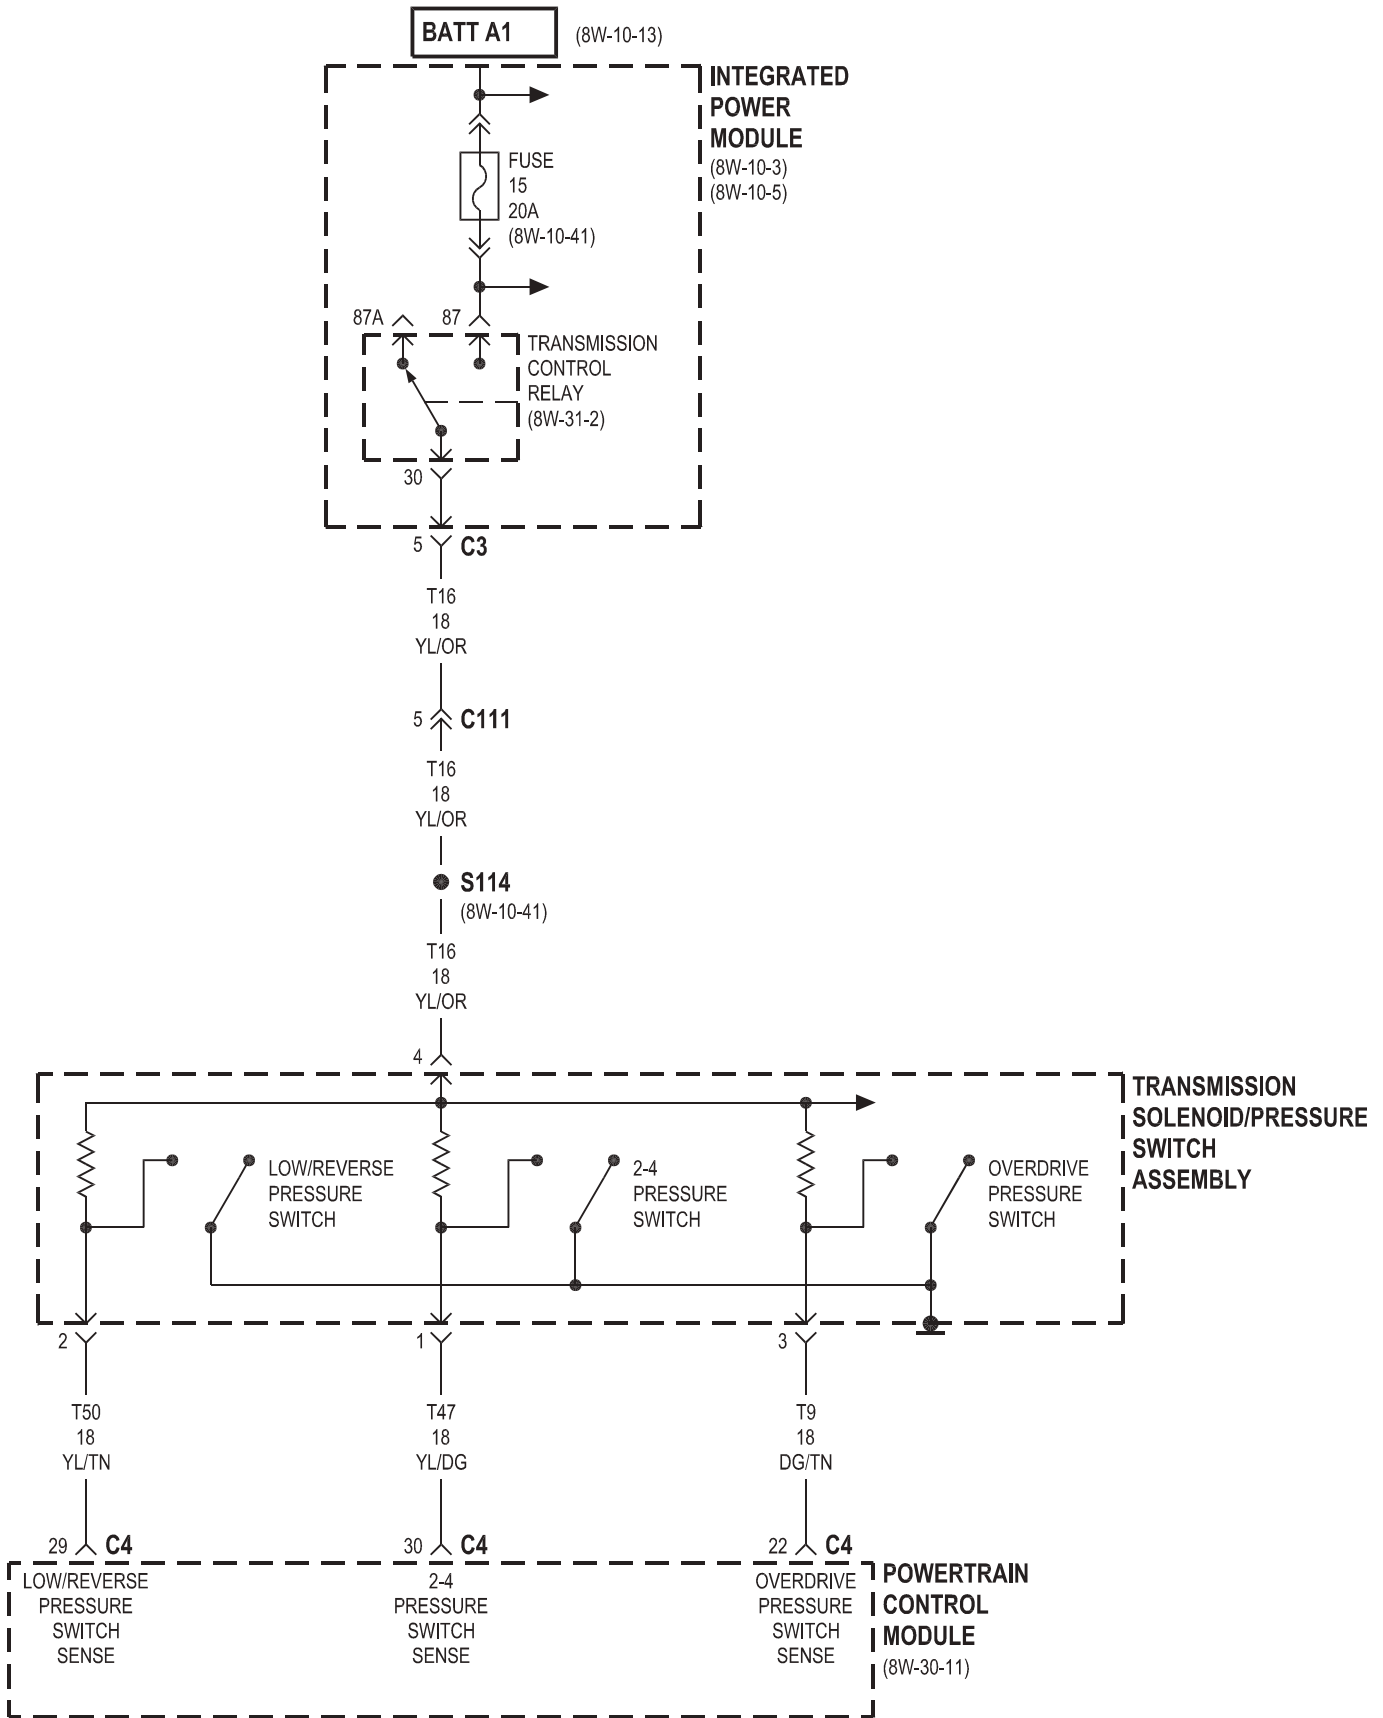 BATT A1
(8W-10-13)
INTEGRATED
POWER
MODULE
(8W-10-3)
(8W-10-5)
FUSE
15
20A
(8W-10-41)
87A
87
TRANSMISSION
CONTROL
RELAY
(8W-31-2)
30
5
C3
T16
18
YL/OR
5
C111
T16
18
YL/OR
S114
(8W-10-41)
T16
18
YL/OR
4
TRANSMISSION
SOLENOID/PRESSURE
SWITCH
ASSEMBLY
LOW/REVERSE
PRESSURE
SWITCH
2-4
PRESSURE
SWITCH
OVERDRIVE
PRESSURE
SWITCH
2
1
3
T50
18
YL/TN
T47
18
YL/DG
T9
18
DG/TN
29
C4
30
C4
22
C4
LOW/REVERSE
PRESSURE
SWITCH
SENSE
2-4
PRESSURE
SWITCH
SENSE
OVERDRIVE
PRESSURE
SWITCH
SENSE
POWERTRAIN
CONTROL
MODULE
(8W-30-11)